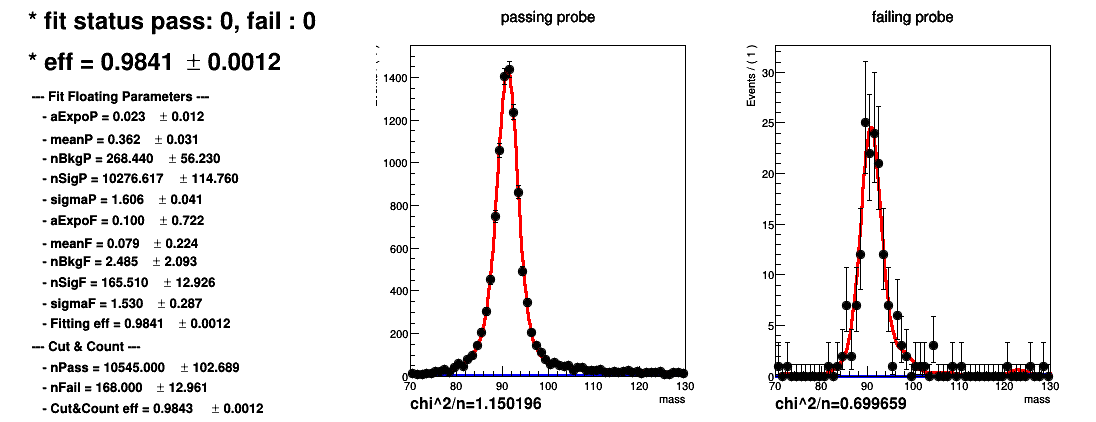 * fit status pass: 0, fail : 0
* eff = 0.9841 ± 0.0012
--- Fit Floating Parameters ---
- aExpoP = 0.023 ± 0.012
- meanP = 0.362 ± 0.031
- nBkgP = 268.440 ± 56.230
- nSigP = 10276.617 ± 114.760
- sigmaP = 1.606 ± 0.041
- aExpoF = 0.100 ± 0.722
- meanF = 0.079 ± 0.224
- nBkgF = 2.485 ± 2.093
- nSigF = 165.510 ± 12.926
- sigmaF = 1.530 ± 0.287
- Fitting eff = 0.9841 ± 0.0012
--- Cut & Count ---
- nPass = 10545.000 ± 102.689
- nFail = 168.000 ± 12.961
- Cut&Count eff = 0.9843 ± 0.0012
passing probe
1400
1200
1000
800
600
400
200
0
70 80 90 100 110 120 130
mass
chi^2/n=1.150196
failing probe
Events / ( 1 )
30
25
20
15
10
5
0
70 80 90 100 110 120 130
mass
chi^2/n=0.699659